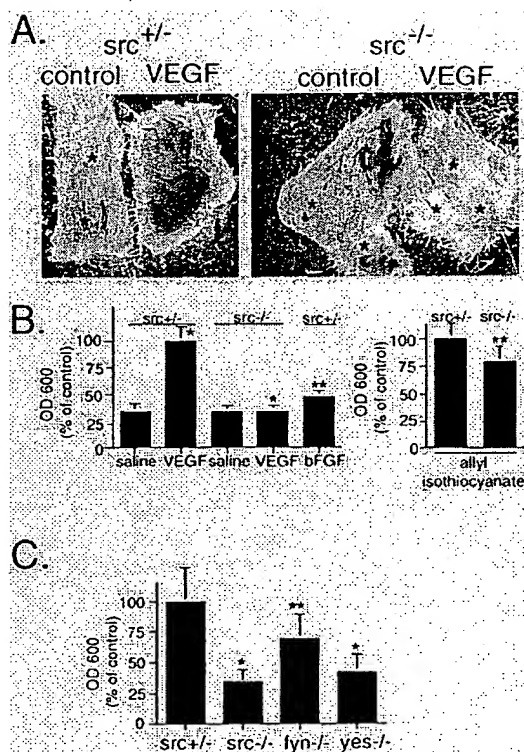 A.
src+/-
src-/-
control VEGF
control VEGF
B.
OD 600
(% of control)
100
75
50
25
src+/-
src-/-
src+/-
*
*
**
saline VEGF saline VEGF bFGF
OD 600
(% of control)
100
75
50
25
src+/- src-/-
**
allyl
isothiocyanate
C.
OD 600
(% of control)
100
75
50
25
0
*
**
*
src+/- src-/- fyn-/- yes-/-